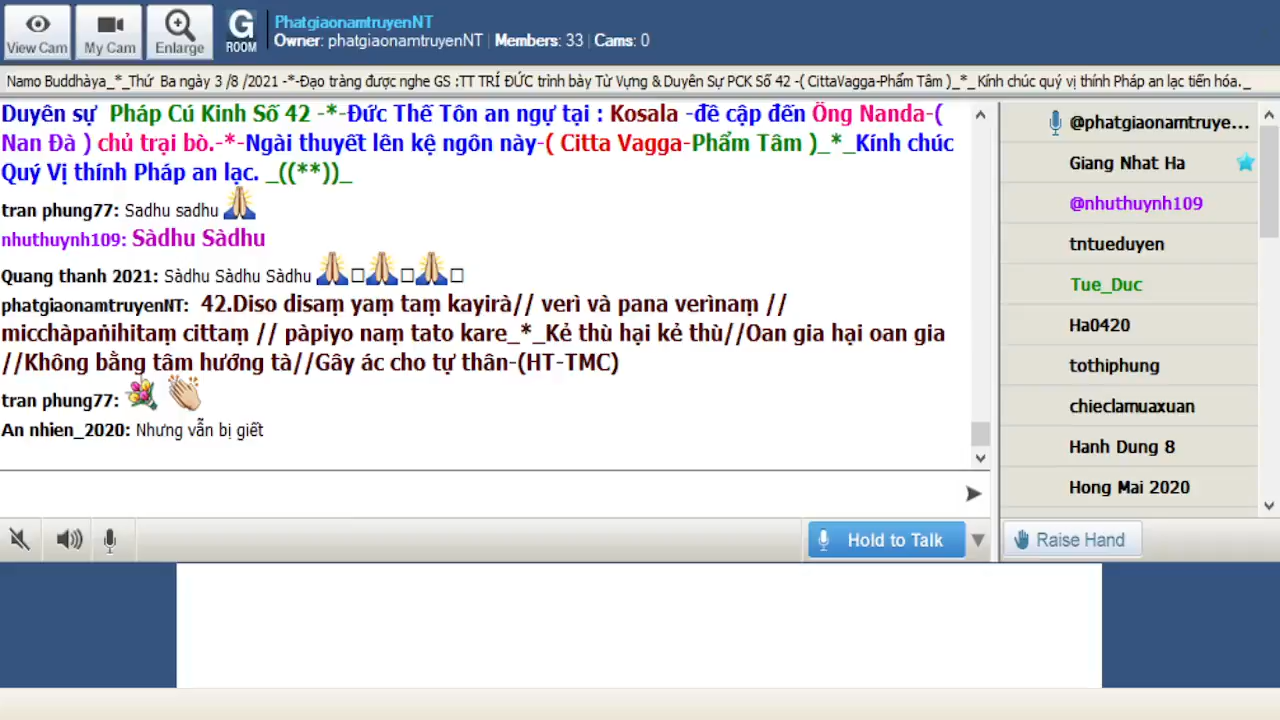 View Cam
My Cam
Enlarge
G
ROOM
PhatgiaonamtruyenNT
Owner: phatgiaonamtruyenNT | Members: 33 | Cams: 0
Namo Buddhàya_*_Thứ Ba ngày 3 /8 /2021 -*-Đạo tràng được nghe GS :TT TRÍ ĐỨC trình bày Từ Vựng & Duyên Sự PCK Số 42 -( CittaVagga-Phẩm Tâm )_*_ Kính chúc quý vị thính Pháp an lạc tiến hóa._
Duyên sự Pháp Cú Kinh Số 42 -*-Đức Thế Tôn an ngự tại : Kosala -đề cập đến Ông Nanda-(
Nan Đà ) chủ trại bò.-*-Ngài thuyết lên kệ ngôn này-( Citta Vagga-Phẩm Tâm )_*_Kính chúc
Quý Vị thính Pháp an lạc. _((**))_
tran phung77: Sadhu sadhu
nhuthuynh109: Sàdhu Sàdhu
Quang thanh 2021: Sàdhu Sàdhu Sàdhu
phatgiaonamtruyenNT: 42.Diso disaṃ yaṃ taṃ kayirà// verì và pana verìnaṃ //
micchàpaṅihitaṃ cittaṃ // pàpiyo naṃ tato kare_*_Kẻ thù hại kẻ thù//Oan gia hại oan gia
//Không bằng tâm hướng tà//Gây ác cho tự thân-(HT-TMC)
tran phung77:
An nhien_2020: Nhưng vẫn bị giết
@phatgiaonamtruye...
Giang Nhat Ha
@nhuthuynh109
tntueduyen
Tue_Duc
Ha0420
tothiphung
chieclamuaxuan
Hanh Dung 8
Hong Mai 2020
Hold to Talk
Raise Hand